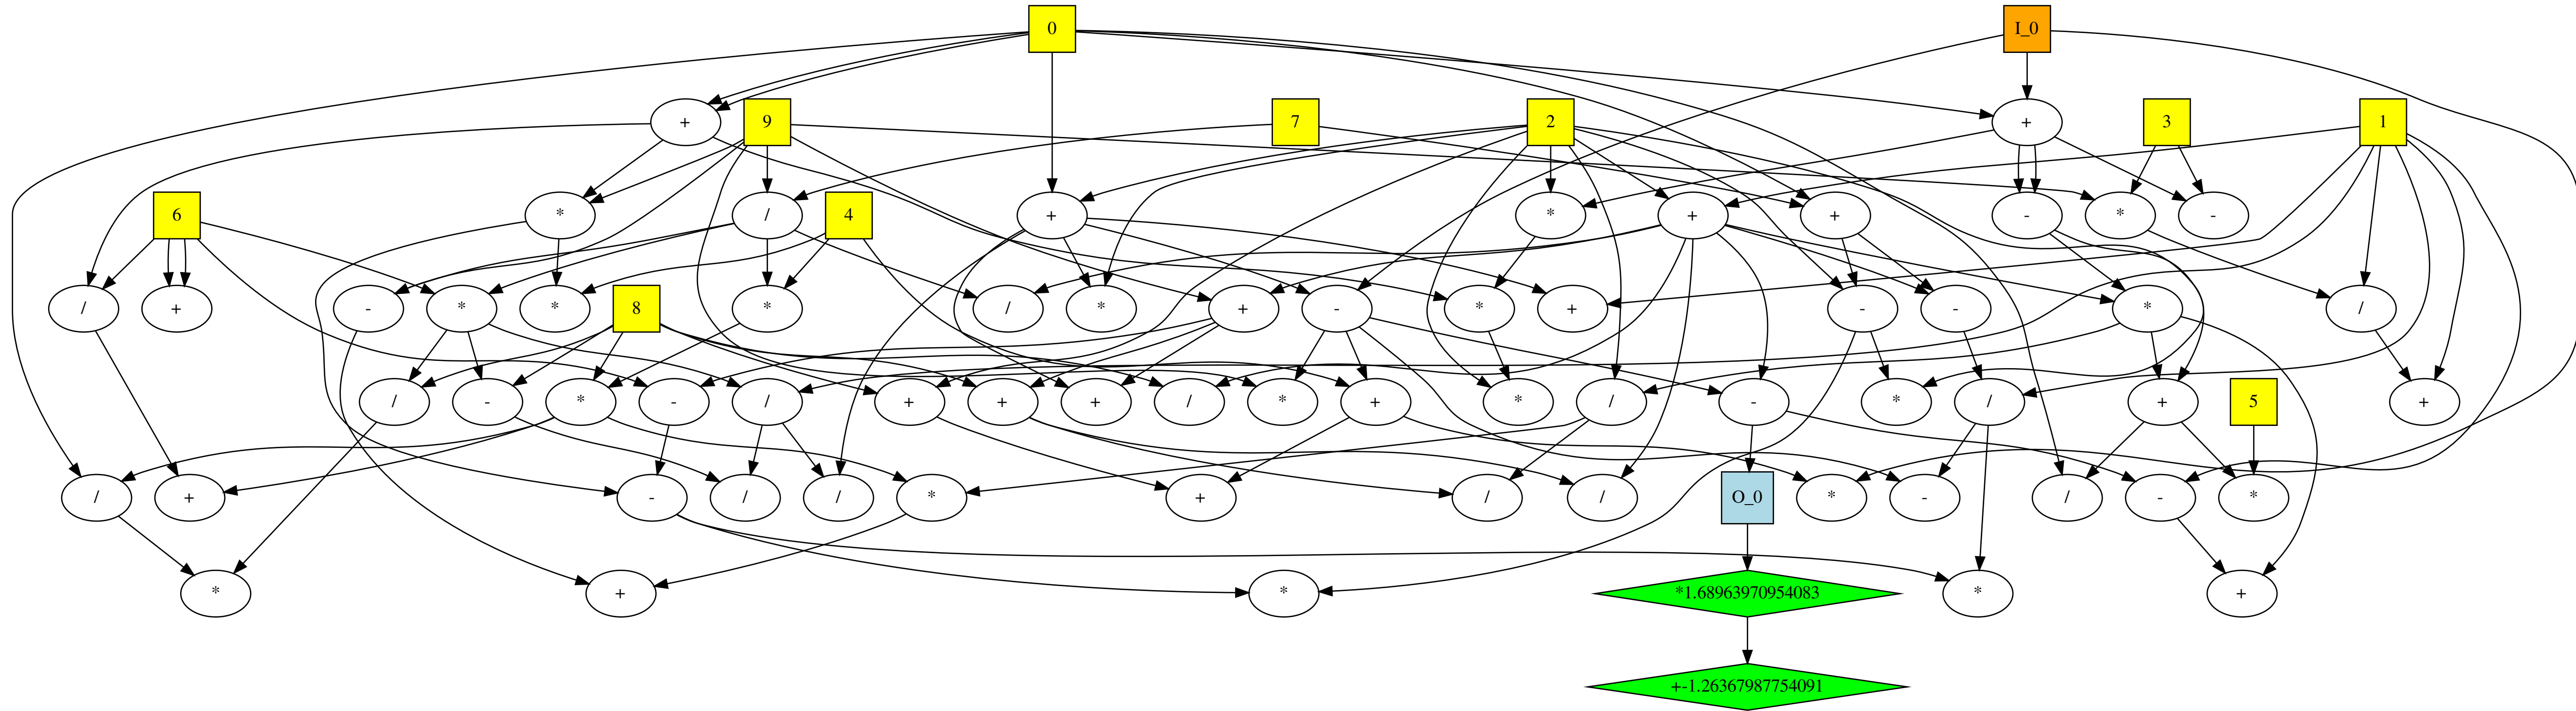 0 I_0
+ 9 7 2 + 3 1
6 * / 4 + * + + - * -
/ + - * * 8 * / * + - * + - - * /
/ - * - / + + + / * + * / - * / + 5 +
/ + - / / * + / / O_0 * - / - *
* + * *1.68963970954083 * +
+-1.26367987754091